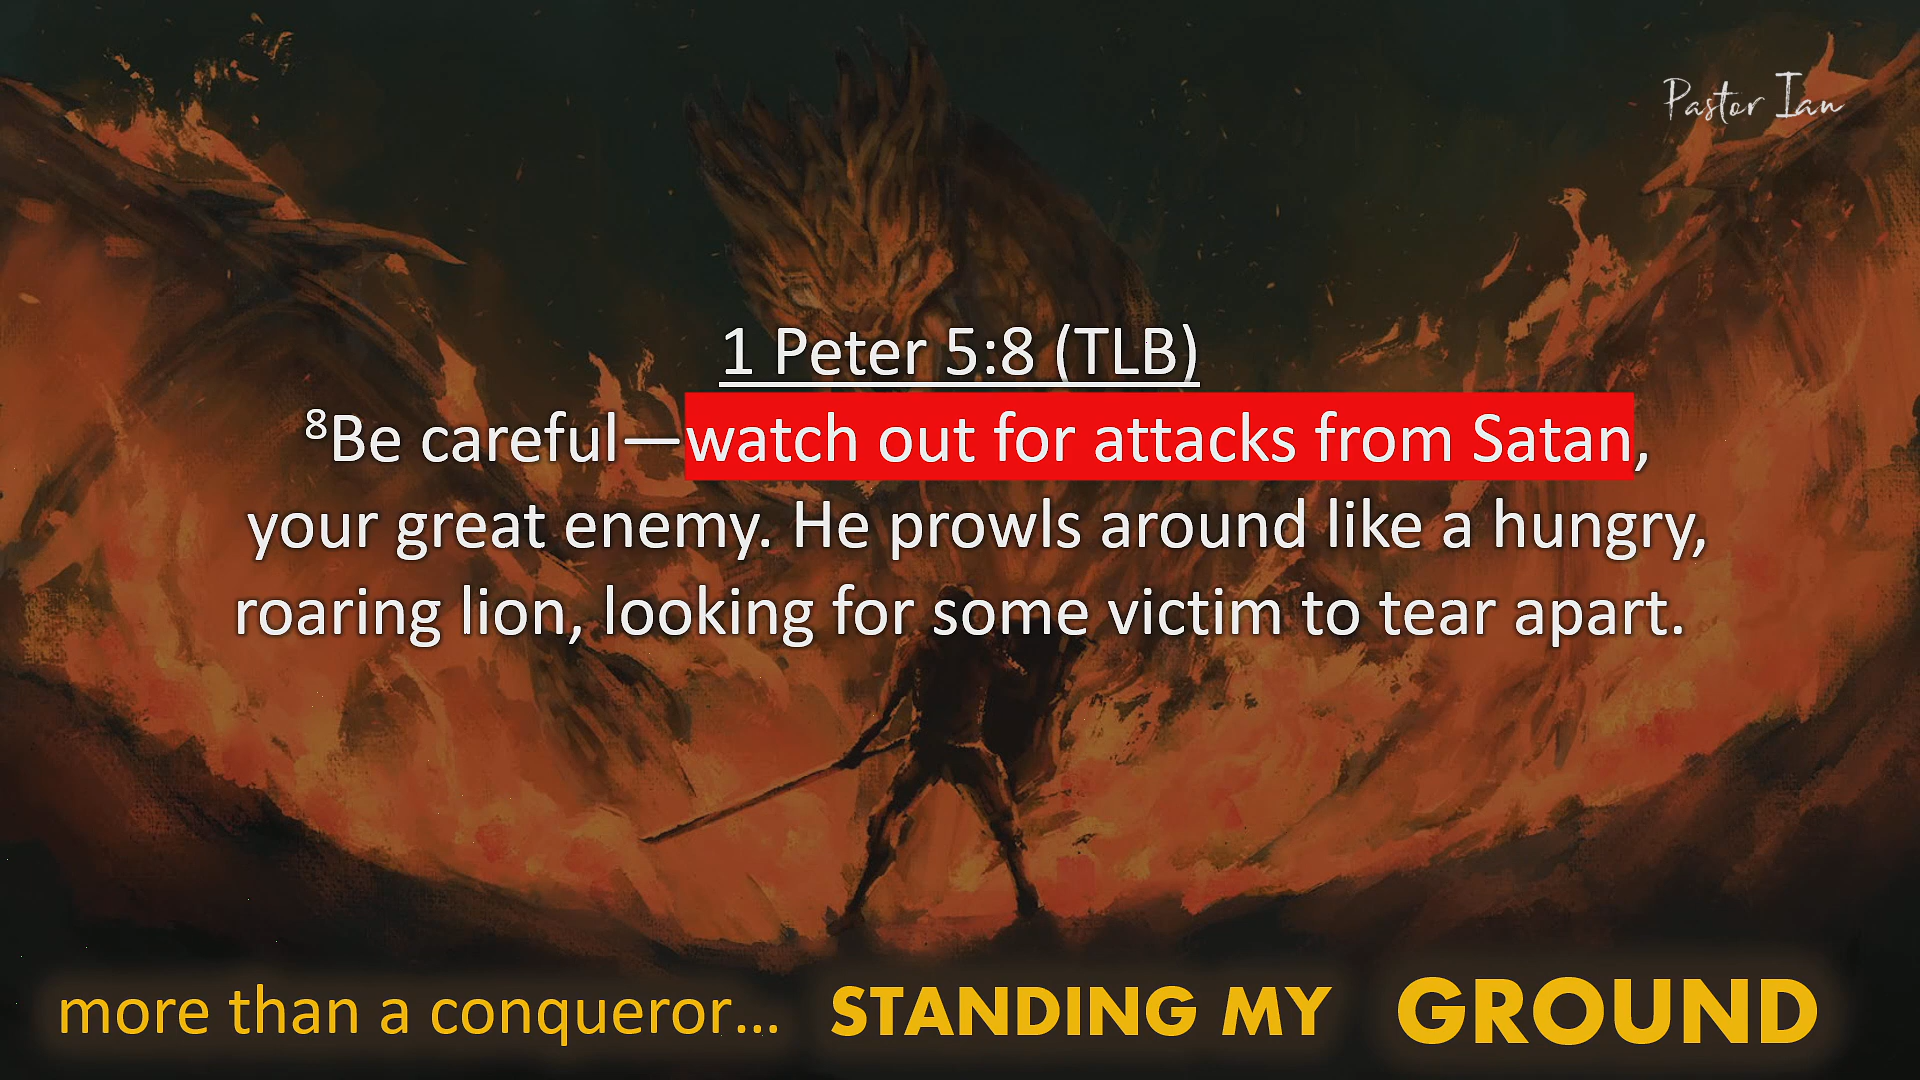 Pastor Ian
1 Peter 5:8 (TLB)
⁸Be careful—watch out for attacks from Satan,
your great enemy. He prowls around like a hungry,
roaring lion, looking for some victim to tear apart.
more than a conqueror... STANDING MY GROUND